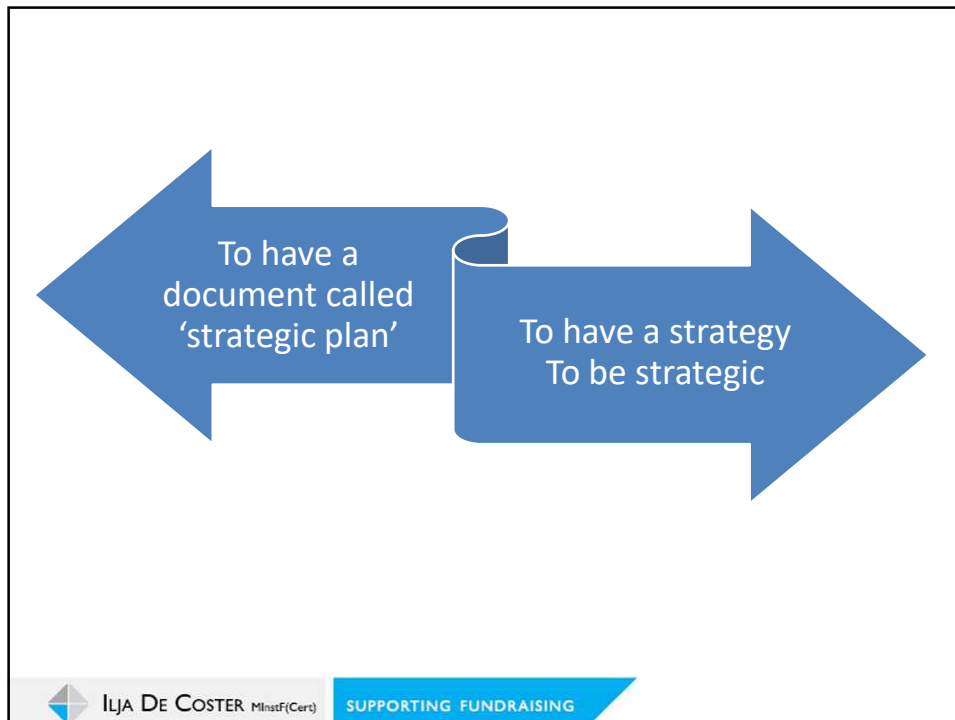 To have a
document called
‘strategic plan’
To have a strategy
To be strategic
ILJA DE COSTER MInstF(Cert)
SUPPORTING FUNDRAISING